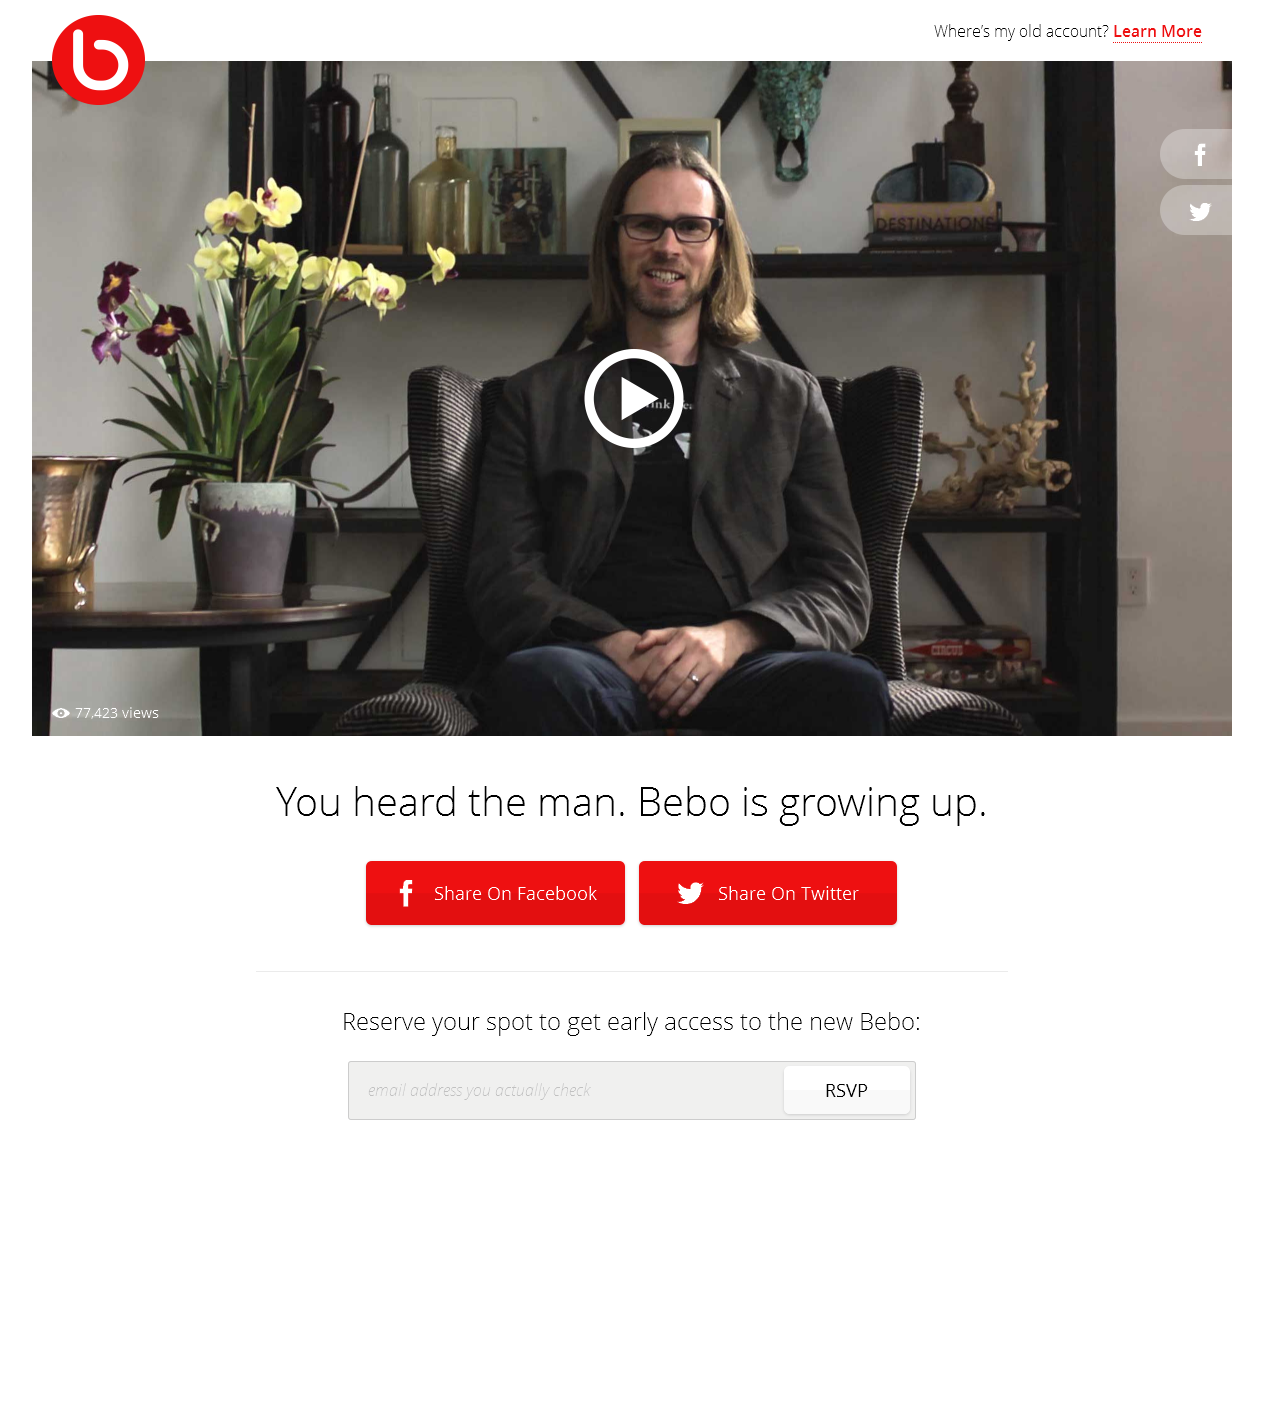 Where's my old account? Learn More
DESTINATIONS
CIRCUS
77,423 views
You heard the man. Bebo is growing up.
Share On Facebook
Share On Twitter
Reserve your spot to get early access to the new Bebo:
email address you actually check
RSVP